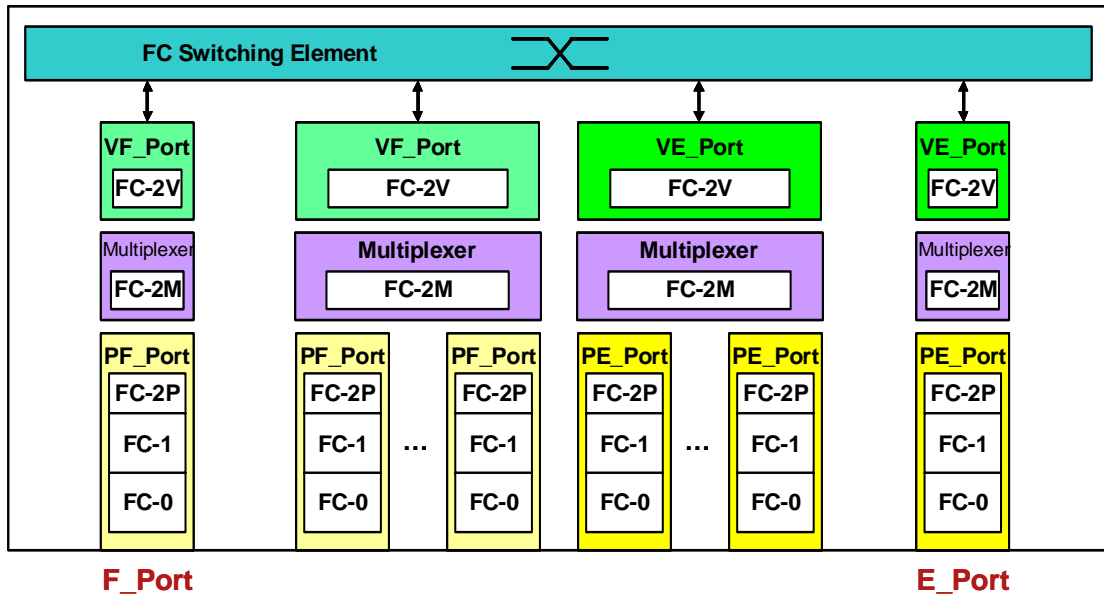 FC Switching Element
VF_Port
FC-2V
VF_Port
FC-2V
VE_Port
FC-2V
VE_Port
FC-2V
Multiplexer
FC-2M
Multiplexer
FC-2M
Multiplexer
FC-2M
Multiplexer
FC-2M
PF_Port
FC-2P
FC-1
FC-0
PF_Port
FC-2P
FC-1
FC-0
...
PF_Port
FC-2P
FC-1
FC-0
PE_Port
FC-2P
FC-1
FC-0
...
PE_Port
FC-2P
FC-1
FC-0
PE_Port
FC-2P
FC-1
FC-0
F_Port
E_Port